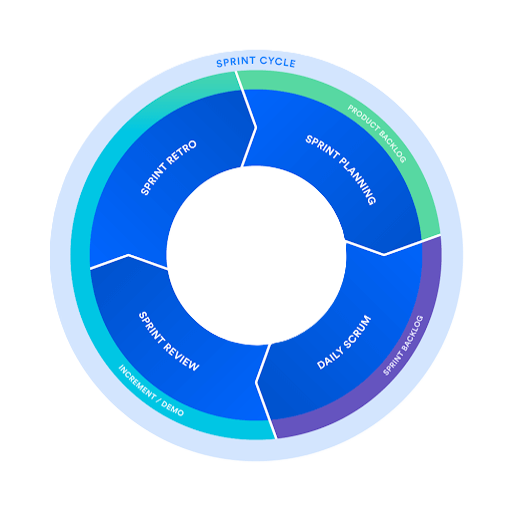 SPRINT CYCLE
PRODUCT BACKLOG
SPRINT PLANNING
SPRINT BACKLOG
DAILY SCRUM
INCREMENT / DEMO
SPRINT REVIEW
SPRINT RETRO